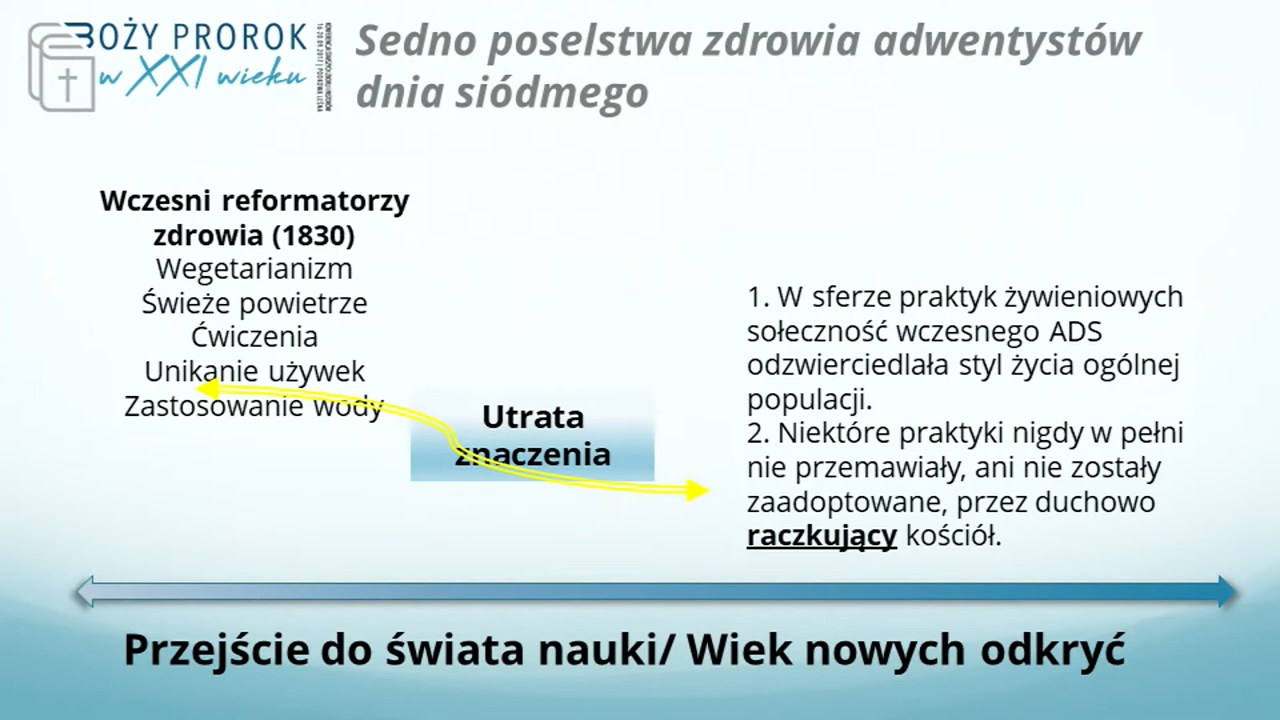 BOŻY PROROK
w XXI wieku
Sedno poselstwa zdrowia adwentystów
dnia siódmego
Wczesni reformatorzy
zdrowia (1830)
Wegetarianizm
Świeże powietrze
Ćwiczenia
Unikanie używek
Zastosowanie wody
Utrata
znaczenia
1. W sferze praktyk żywieniowych
sołeczność wczesnego ADS
odzwierciedlała styl życia ogólnej
populacji.
2. Niektóre praktyki nigdy w pełni
nie przemawiały, ani nie zostały
zaadoptowane, przez duchowo
raczkujący kościół.
Przejście do świata nauki/ Wiek nowych odkryć